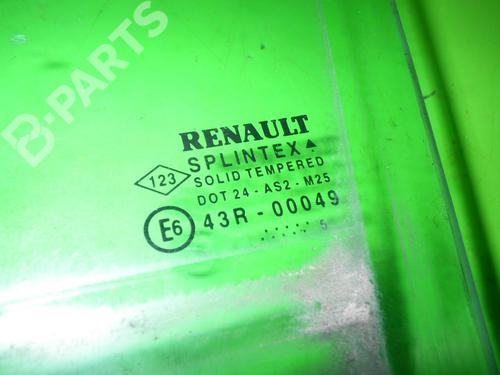 B-PARTS
RENAULT
SPLINTEX
123
SOLID TEMPERED
DOT 24 - AS2 - M25
E6 43R - 00049
5